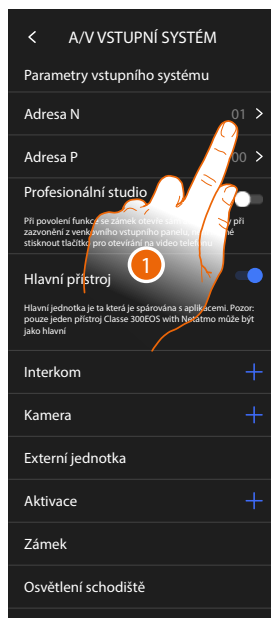 A/V VSTUPNÍ SYSTÉM
Parametry vstupního systému
Adresa N 01
Adresa P 00
Profesionální studio
Při povolení funkce se zámek otevře při
zazvonění z venkovního vstupního
stisknout tlačítko pro otevírání na video
1
Hlavní přístroj
Hlavní jednotka je ta která je spárována s aplikacemi. Pozor:
pouze jeden přístroj Classe 300EOS with Netatmo může být
jako hlavní
Interkom
Kamera
Externí jednotka
Aktivace
Zámek
Osvětlení schodiště